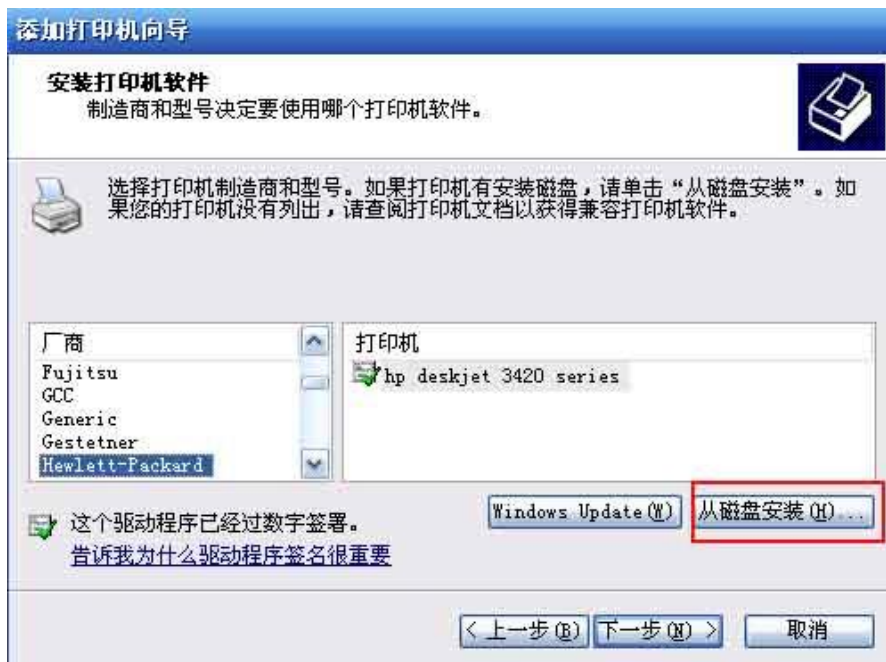 添加打印机向导
安装打印机软件
制造商和型号决定要使用哪个打印机软件。
选择打印机制造商和型号。如果打印机有安装磁盘，请单击“从磁盘安装”。如
果您的打印机没有列出，请查阅打印机文档以获得兼容打印机软件。
厂商
打印机
Fujitsu
GCC
Generic
Gestetner
Hewlett-Packard
hp deskjet 3420 series
这个驱动程序已经过数字签署。
告诉我为什么驱动程序签名很重要
Windows Update(W)
从磁盘安装(H)...
< 上一步(B)
下一步(N) >
取消